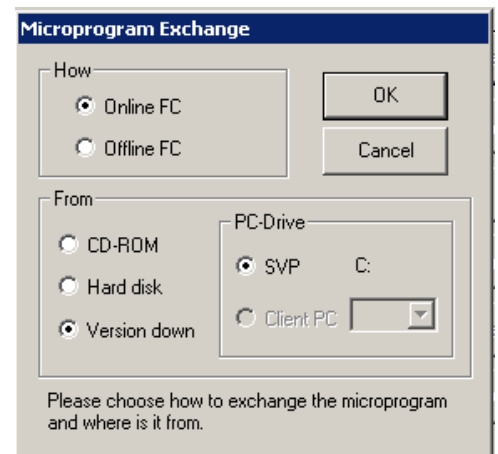 Microprogram Exchange
How
Online FC
Offline FC
OK
Cancel
From
CD-ROM
Hard disk
Version down
PC-Drive
SVP C:
Client PC
Please choose how to exchange the microprogram
and where is it from.